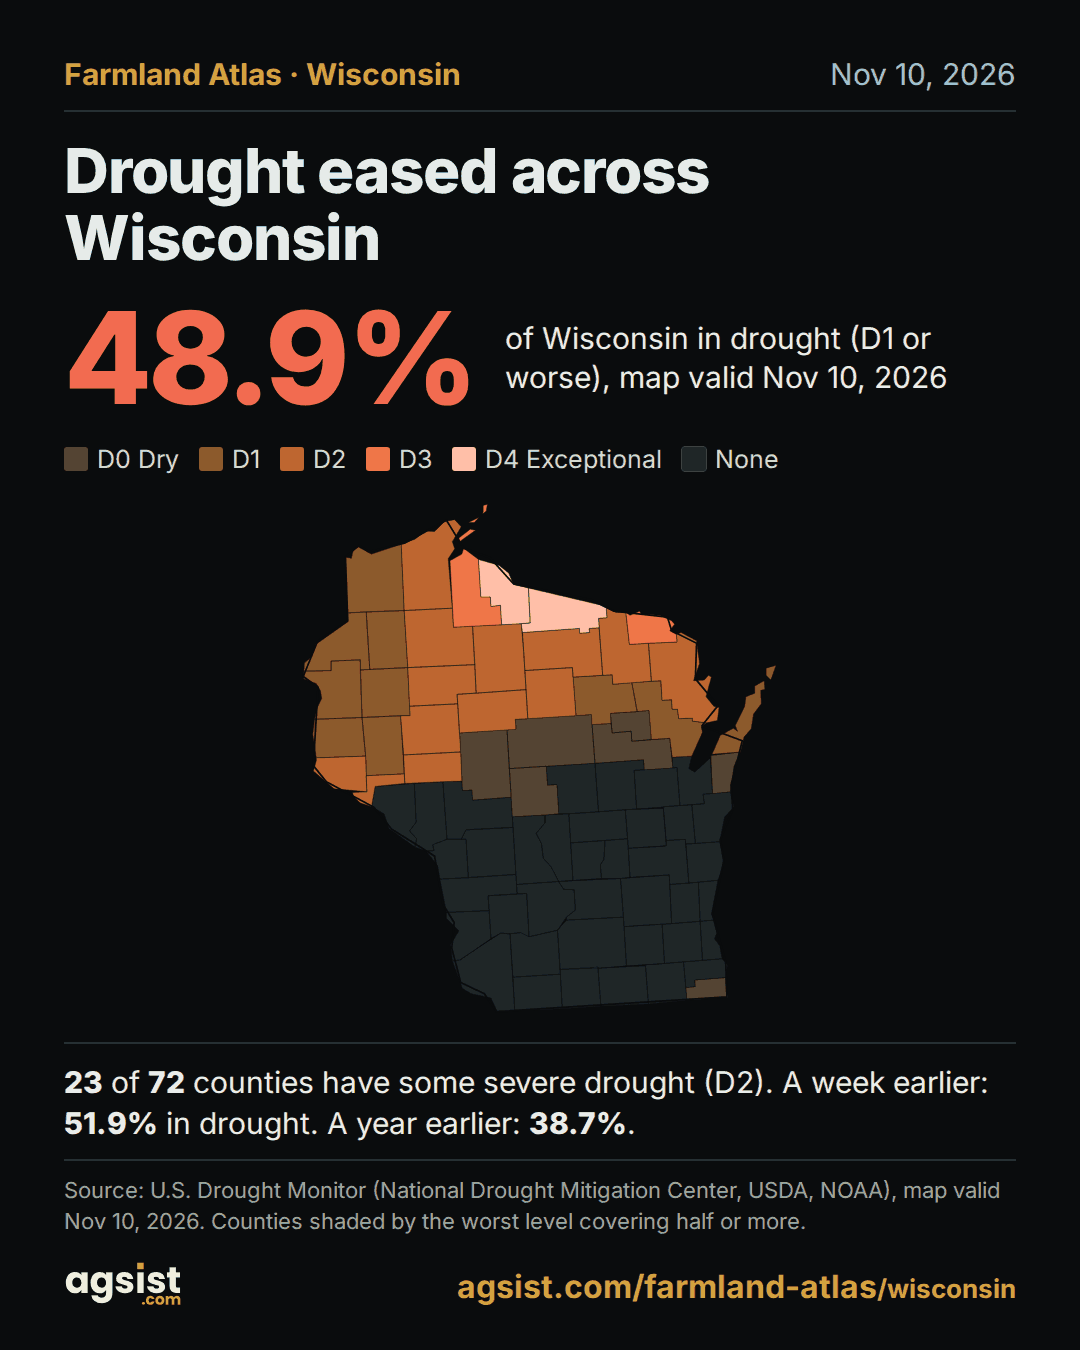 Farmland Atlas · Wisconsin
Nov 10, 2026
Drought eased across
Wisconsin
48.9%
of Wisconsin in drought (D1 or
worse), map valid Nov 10, 2026
D0 Dry D1 D2 D3 D4 Exceptional None
23 of 72 counties have some severe drought (D2). A week earlier:
51.9% in drought. A year earlier: 38.7%.
Source: U.S. Drought Monitor (National Drought Mitigation Center, USDA, NOAA), map valid
Nov 10, 2026. Counties shaded by the worst level covering half or more.
agsist
.com
agsist.com/farmland-atlas/wisconsin